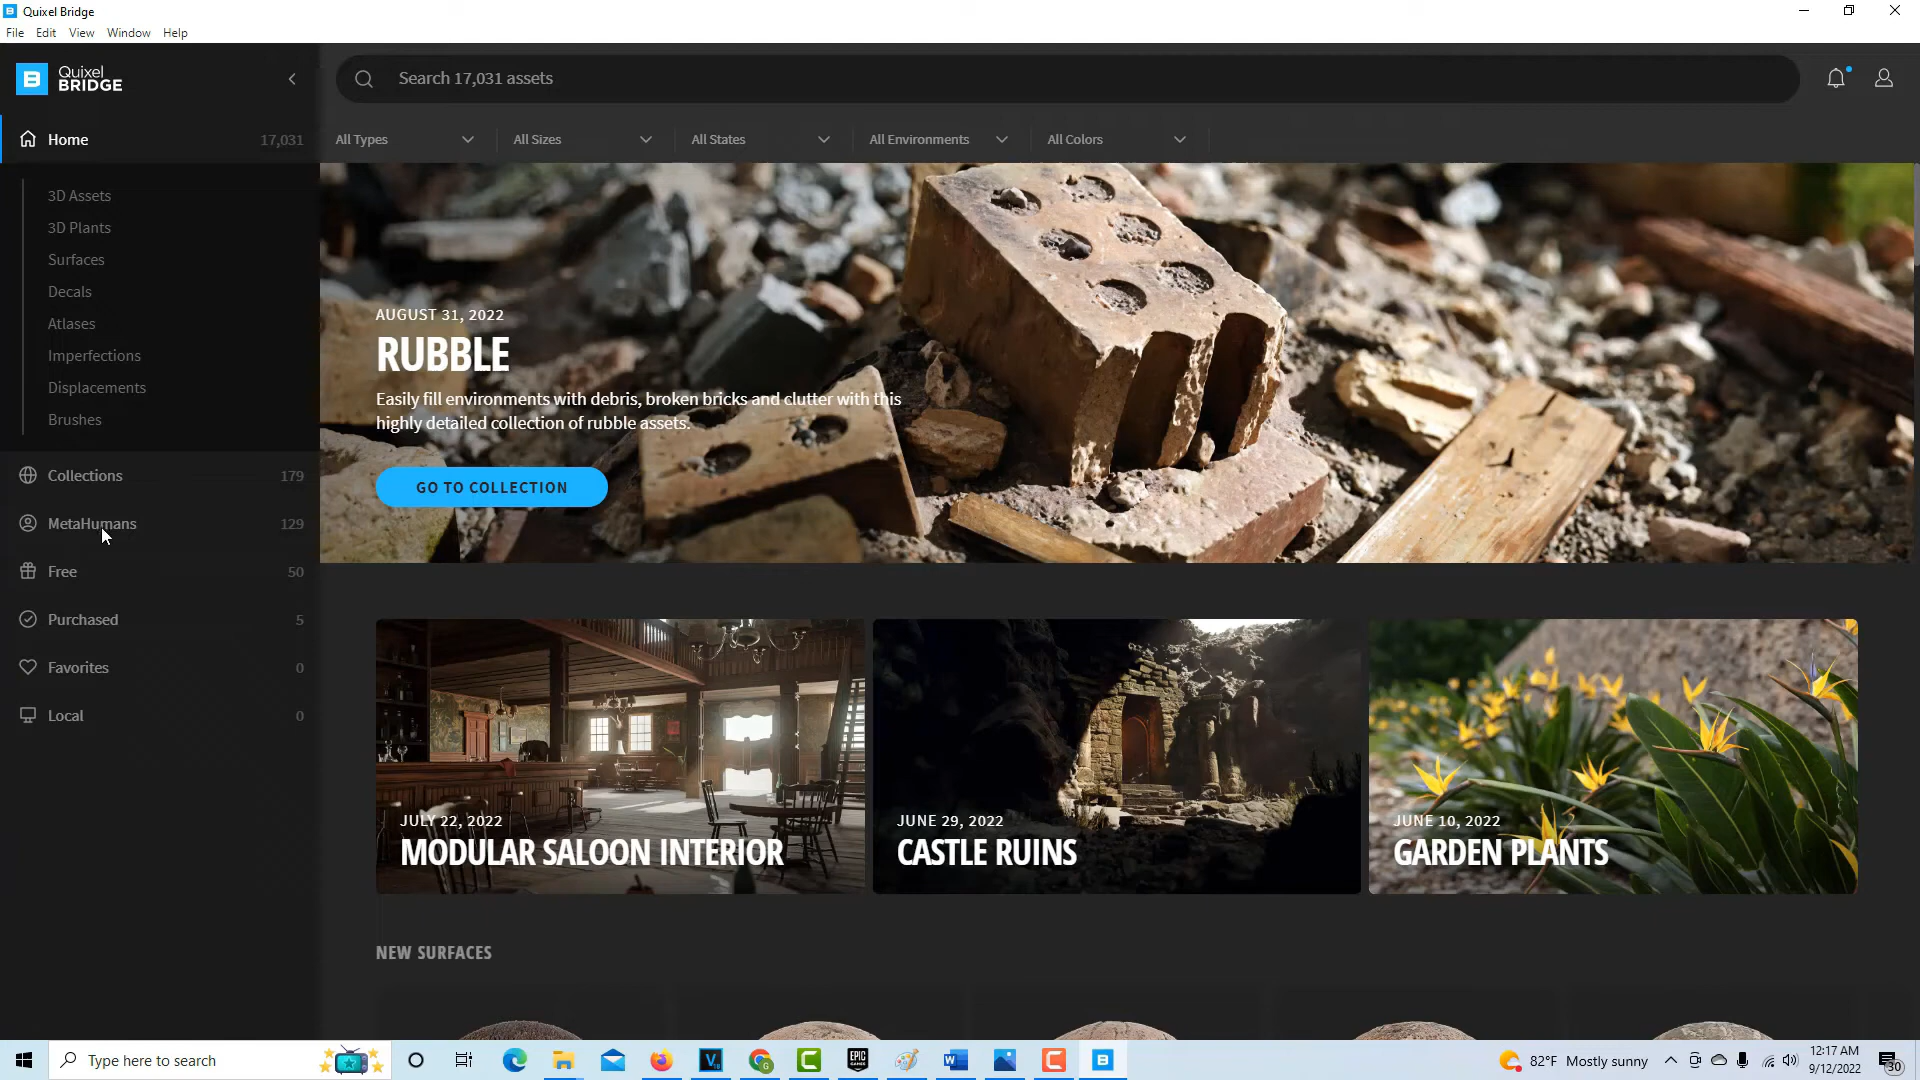 Quixel Bridge
File Edit View Window Help
Quixel
BRIDGE
Search 17,031 assets
Home 17,031
All Types All Sizes All States All Environments All Colors
3D Assets
3D Plants
Surfaces
Decals
Atlases
Imperfections
Displacements
Brushes
Collections 179
MetaHumans 129
Free 50
Purchased 5
Favorites 0
Local 0
AUGUST 31, 2022
RUBBLE
Easily fill environments with debris, broken bricks and clutter with this
highly detailed collection of rubble assets.
GO TO COLLECTION
JULY 22, 2022
MODULAR SALOON INTERIOR
JUNE 29, 2022
CASTLE RUINS
JUNE 10, 2022
GARDEN PLANTS
NEW SURFACES
Type here to search
82°F Mostly sunny
12:17 AM
9/12/2022
30